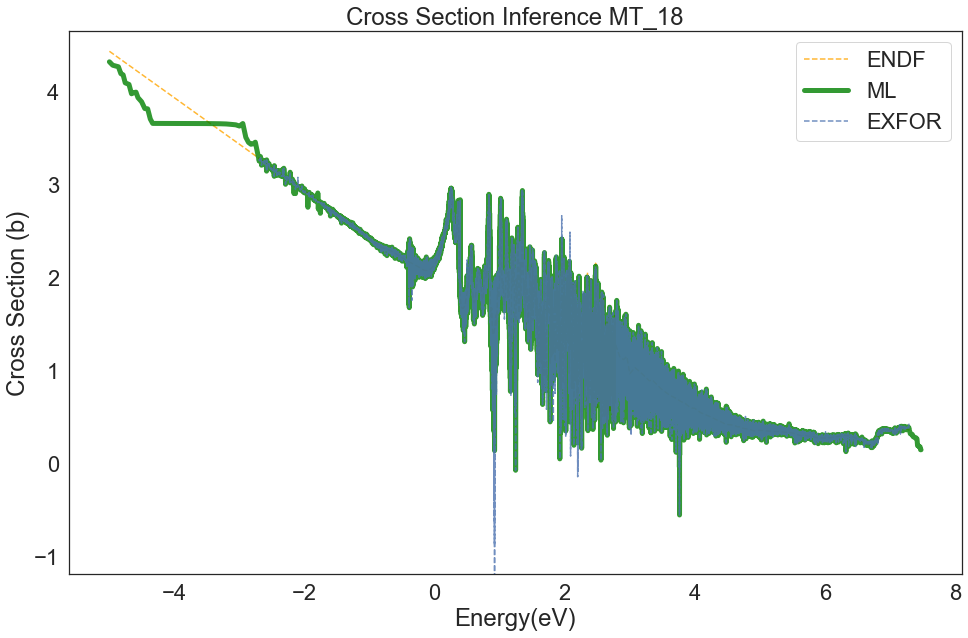 Cross Section Inference MT_18
ENDF
ML
EXFOR
Cross Section (b)
4
3
2
1
0
−1
−4 −2 0 2 4 6 8
Energy(eV)